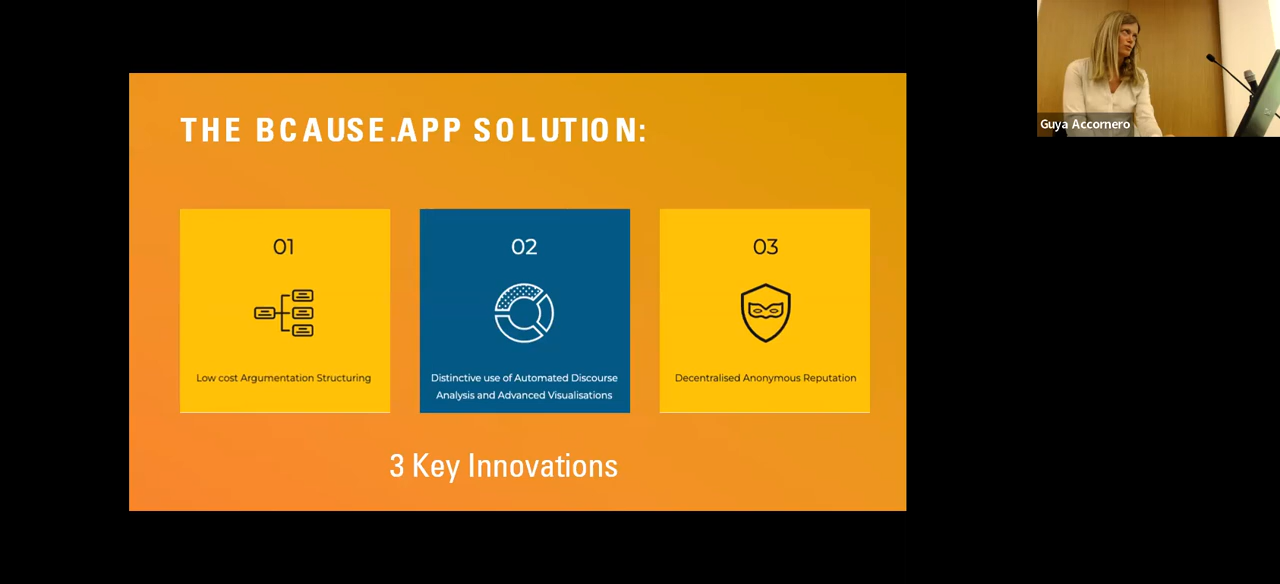 THE BCAUSE.APP SOLUTION:
01
Low cost Argumentation Structuring
02
Distinctive use of Automated Discourse
Analysis and Advanced Visualisations
03
Decentralised Anonymous Reputation
3 Key Innovations
Guya Accornero